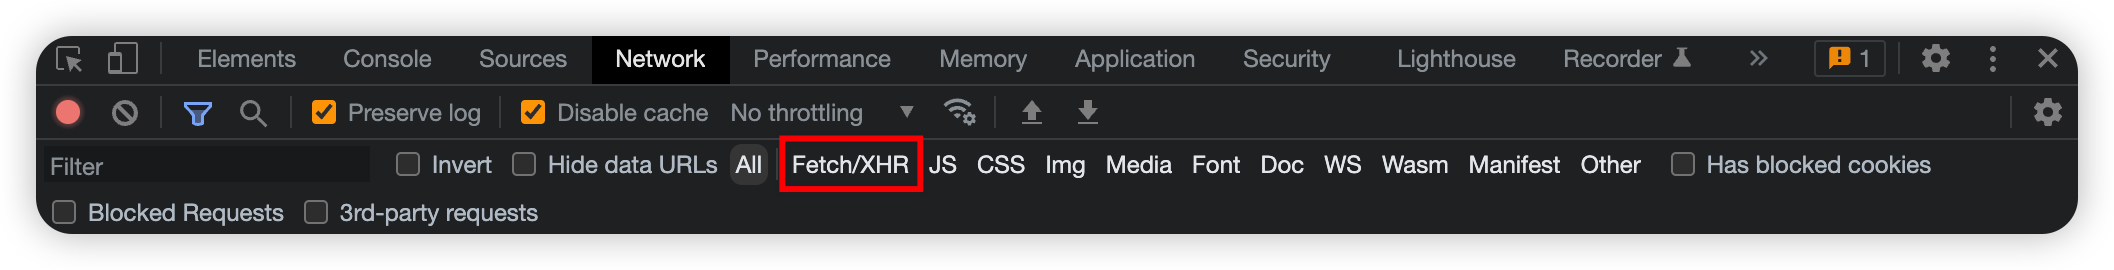 Elements Console Sources Network Performance Memory Application Security Lighthouse Recorder 1
Preserve log Disable cache No throttling
Filter Invert Hide data URLs All Fetch/XHR JS CSS Img Media Font Doc WS Wasm Manifest Other Has blocked cookies
Blocked Requests 3rd-party requests